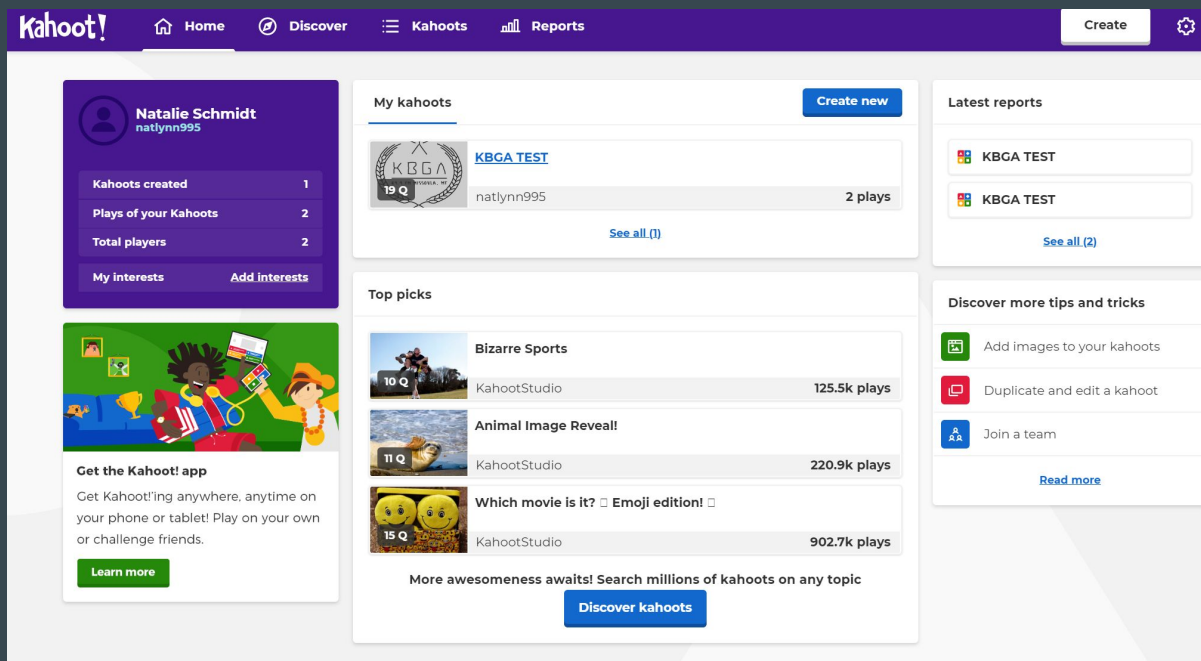 Kahoot!
Home
Discover
Kahoots
Reports
Create
Natalie Schmidt
natlynn995
Kahoots created 1
Plays of your Kahoots 2
Total players 2
My interests Add interests
Get the Kahoot! app
Get Kahoot!'ing anywhere, anytime on
your phone or tablet! Play on your own
or challenge friends.
Learn more
My kahoots
Create new
KBGA
MISSOULA, MT
19 Q
KBGA TEST
natlynn995 2 plays
See all (1)
Top picks
10 Q
Bizarre Sports
KahootStudio 125.5k plays
11 Q
Animal Image Reveal!
KahootStudio 220.9k plays
15 Q
Which movie is it? □ Emoji edition! □
KahootStudio 902.7k plays
More awesomeness awaits! Search millions of kahoots on any topic
Discover kahoots
Latest reports
KBGA TEST
KBGA TEST
See all (2)
Discover more tips and tricks
Add images to your kahoots
Duplicate and edit a kahoot
Join a team
Read more